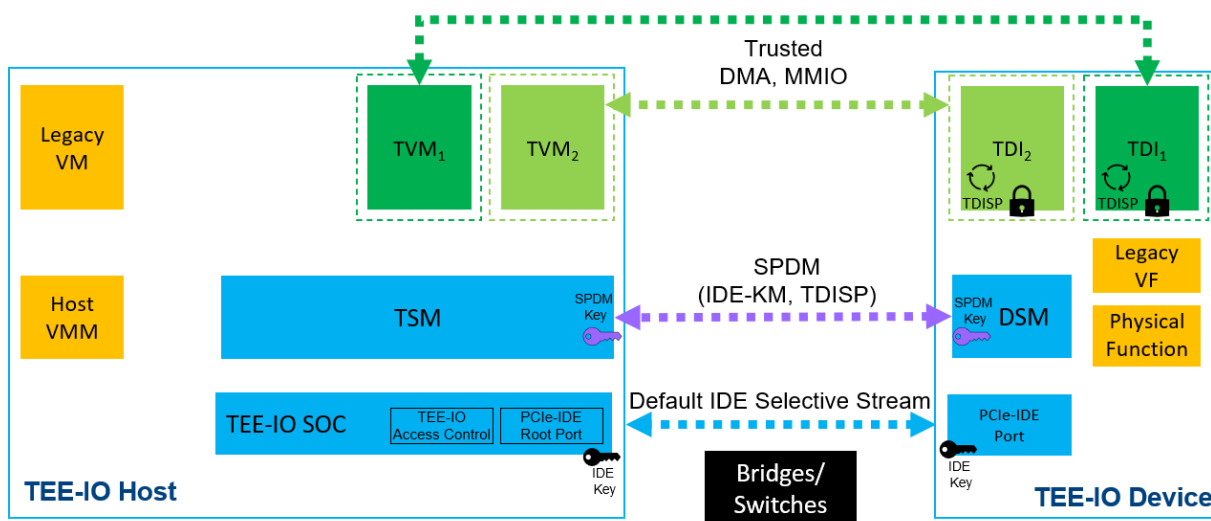 Trusted
DMA, MMIO
Legacy
VM
TVM1
TVM2
TDI2
TDISP
TDI1
TDISP
Legacy
VF
Physical
Function
Host
VMM
TSM
SPDM
Key
SPDM
(IDE-KM, TDISP)
SPDM
Key
DSM
TEE-IO SOC
TEE-IO
Access Control
PCIe-IDE
Root Port
IDE
Key
Default IDE Selective Stream
PCIe-IDE
Port
IDE
Key
Bridges/
Switches
TEE-IO Host
TEE-IO Device